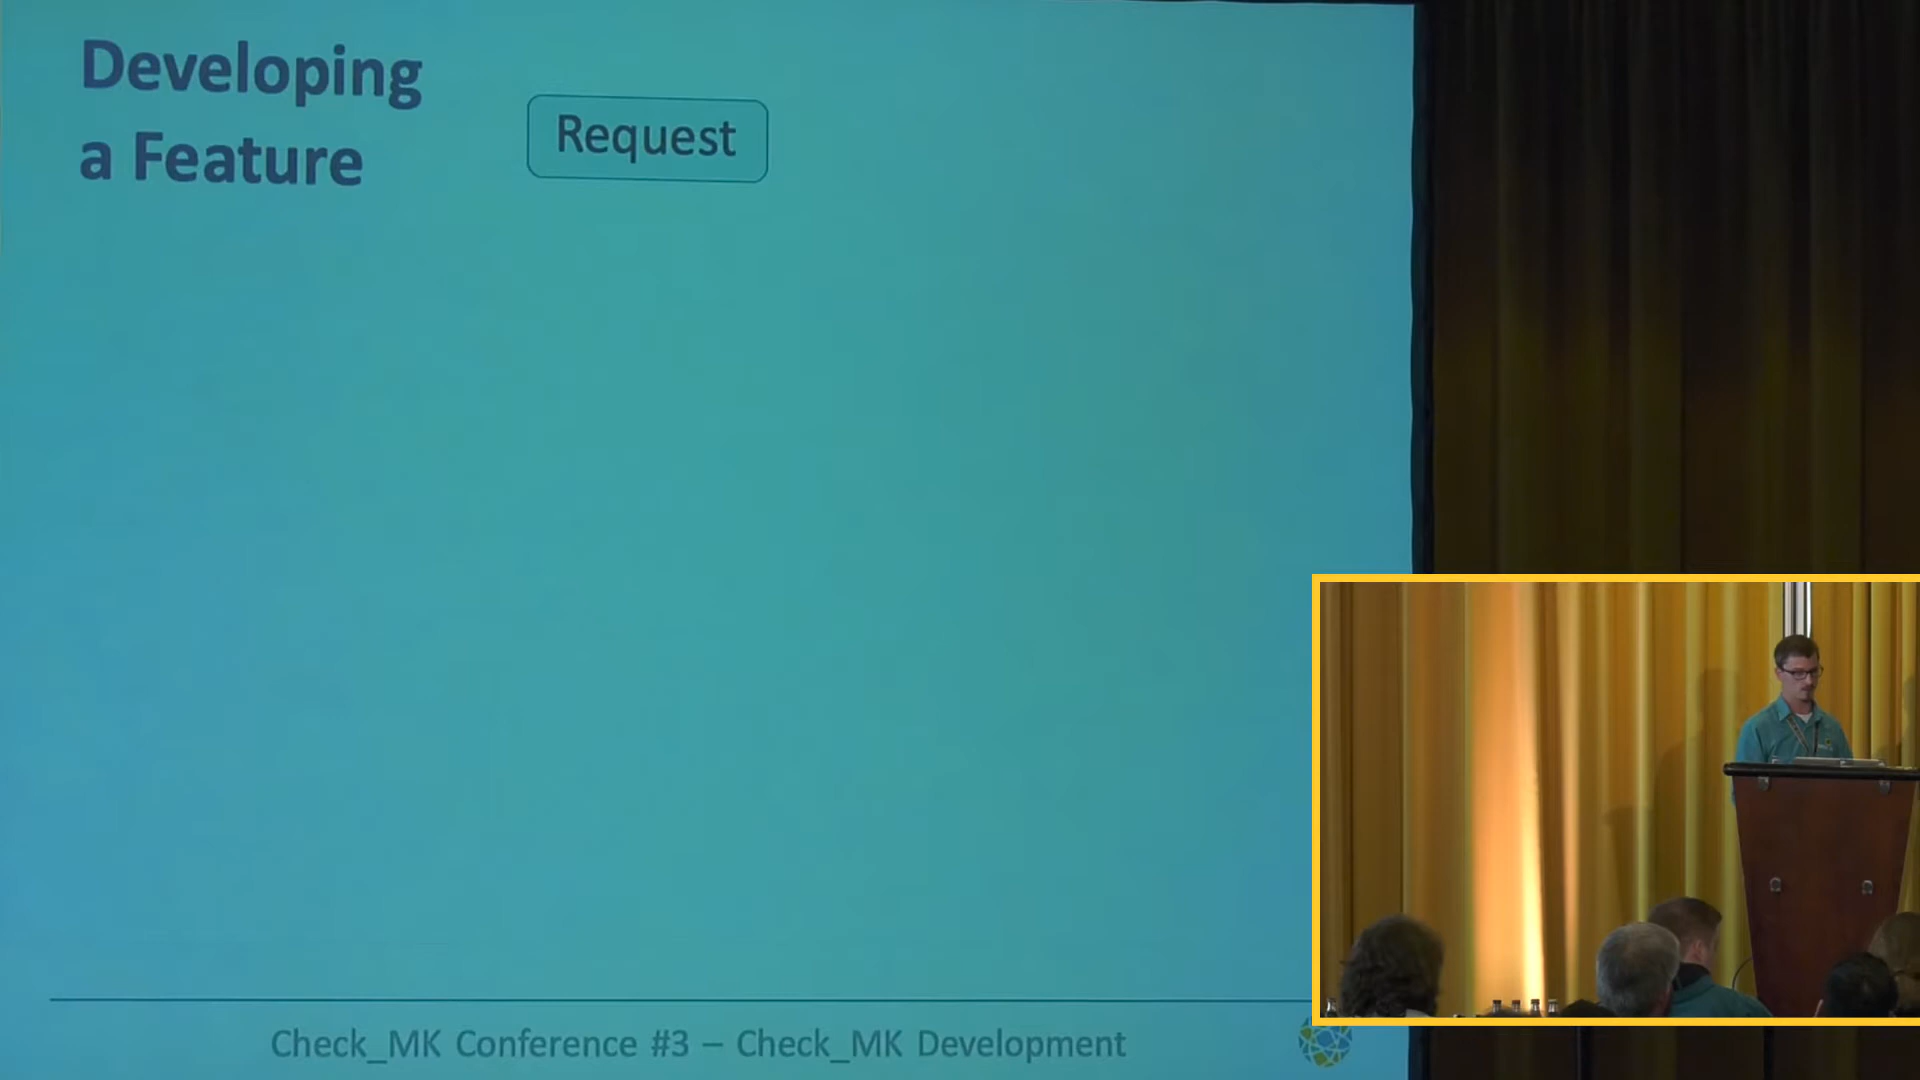 Developing
a Feature
Request
Check_MK Conference #3 – Check_MK Development